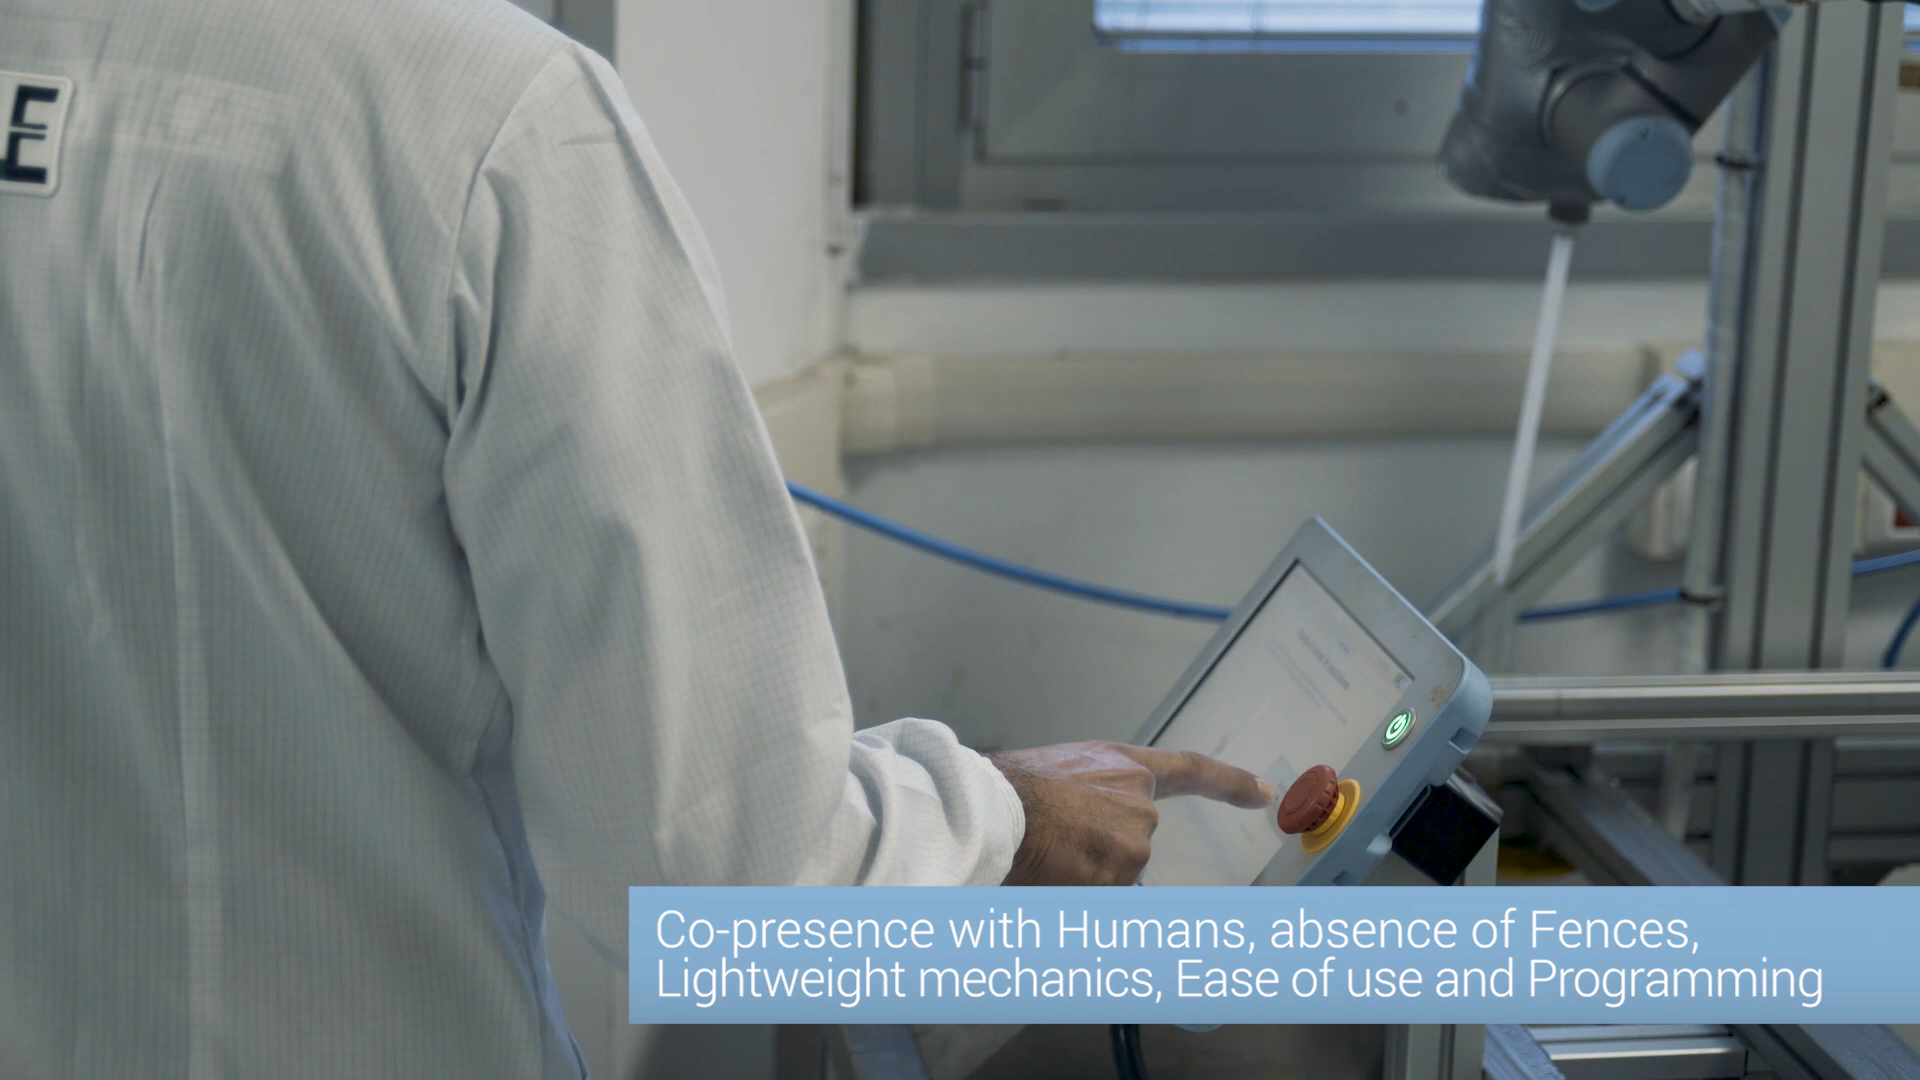 E
Co-presence with Humans, absence of Fences,
Lightweight mechanics, Ease of use and Programming